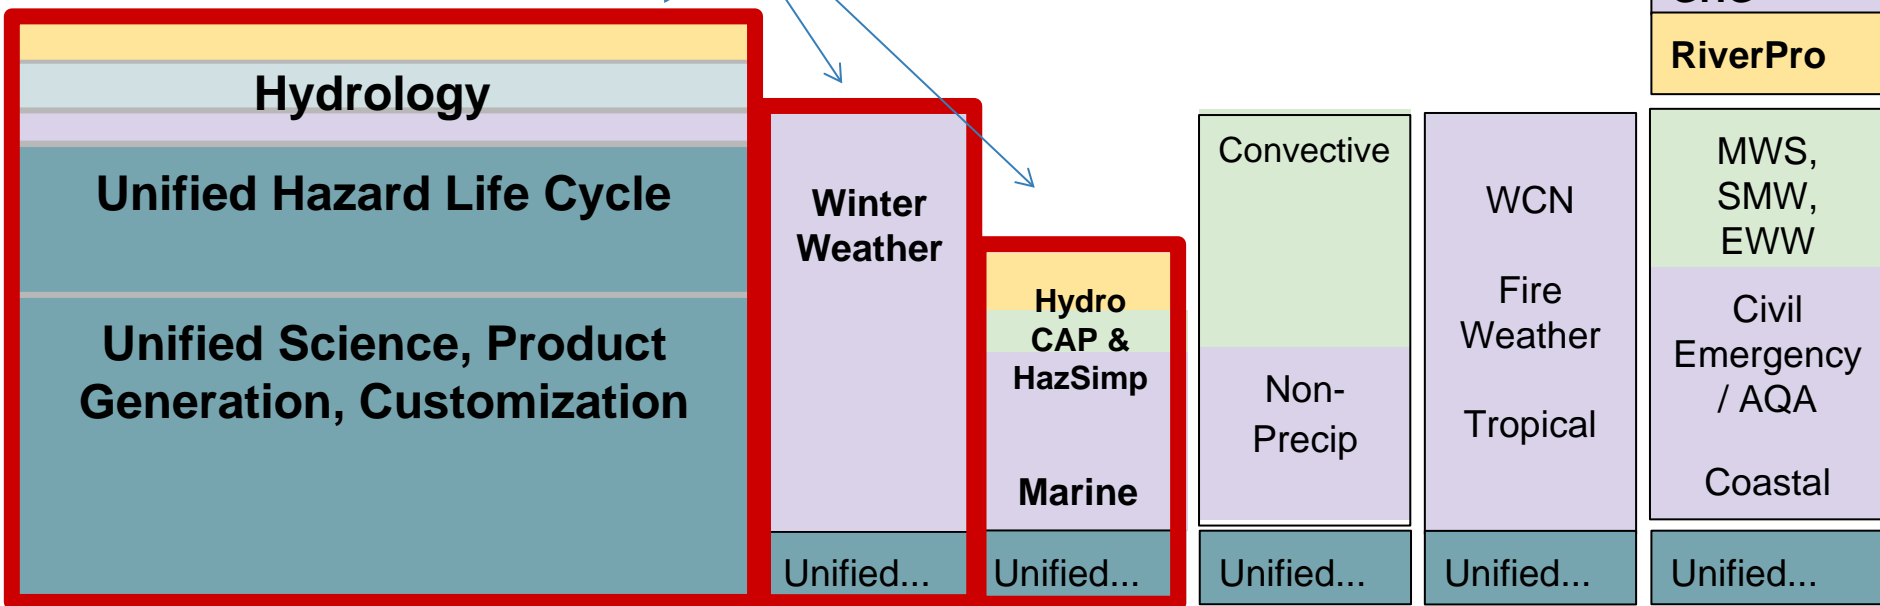 RiverPro
Hydrology
Unified Hazard Life Cycle
Unified Science, Product
Generation, Customization
Winter
Weather
Hydro
CAP &
HazSimp
Marine
Convective
Non-
Precip
WCN
Fire
Weather
Tropical
MWS,
SMW,
EWW
Civil
Emergency
/ AQA
Coastal
Unified...
Unified...
Unified...
Unified...
Unified...